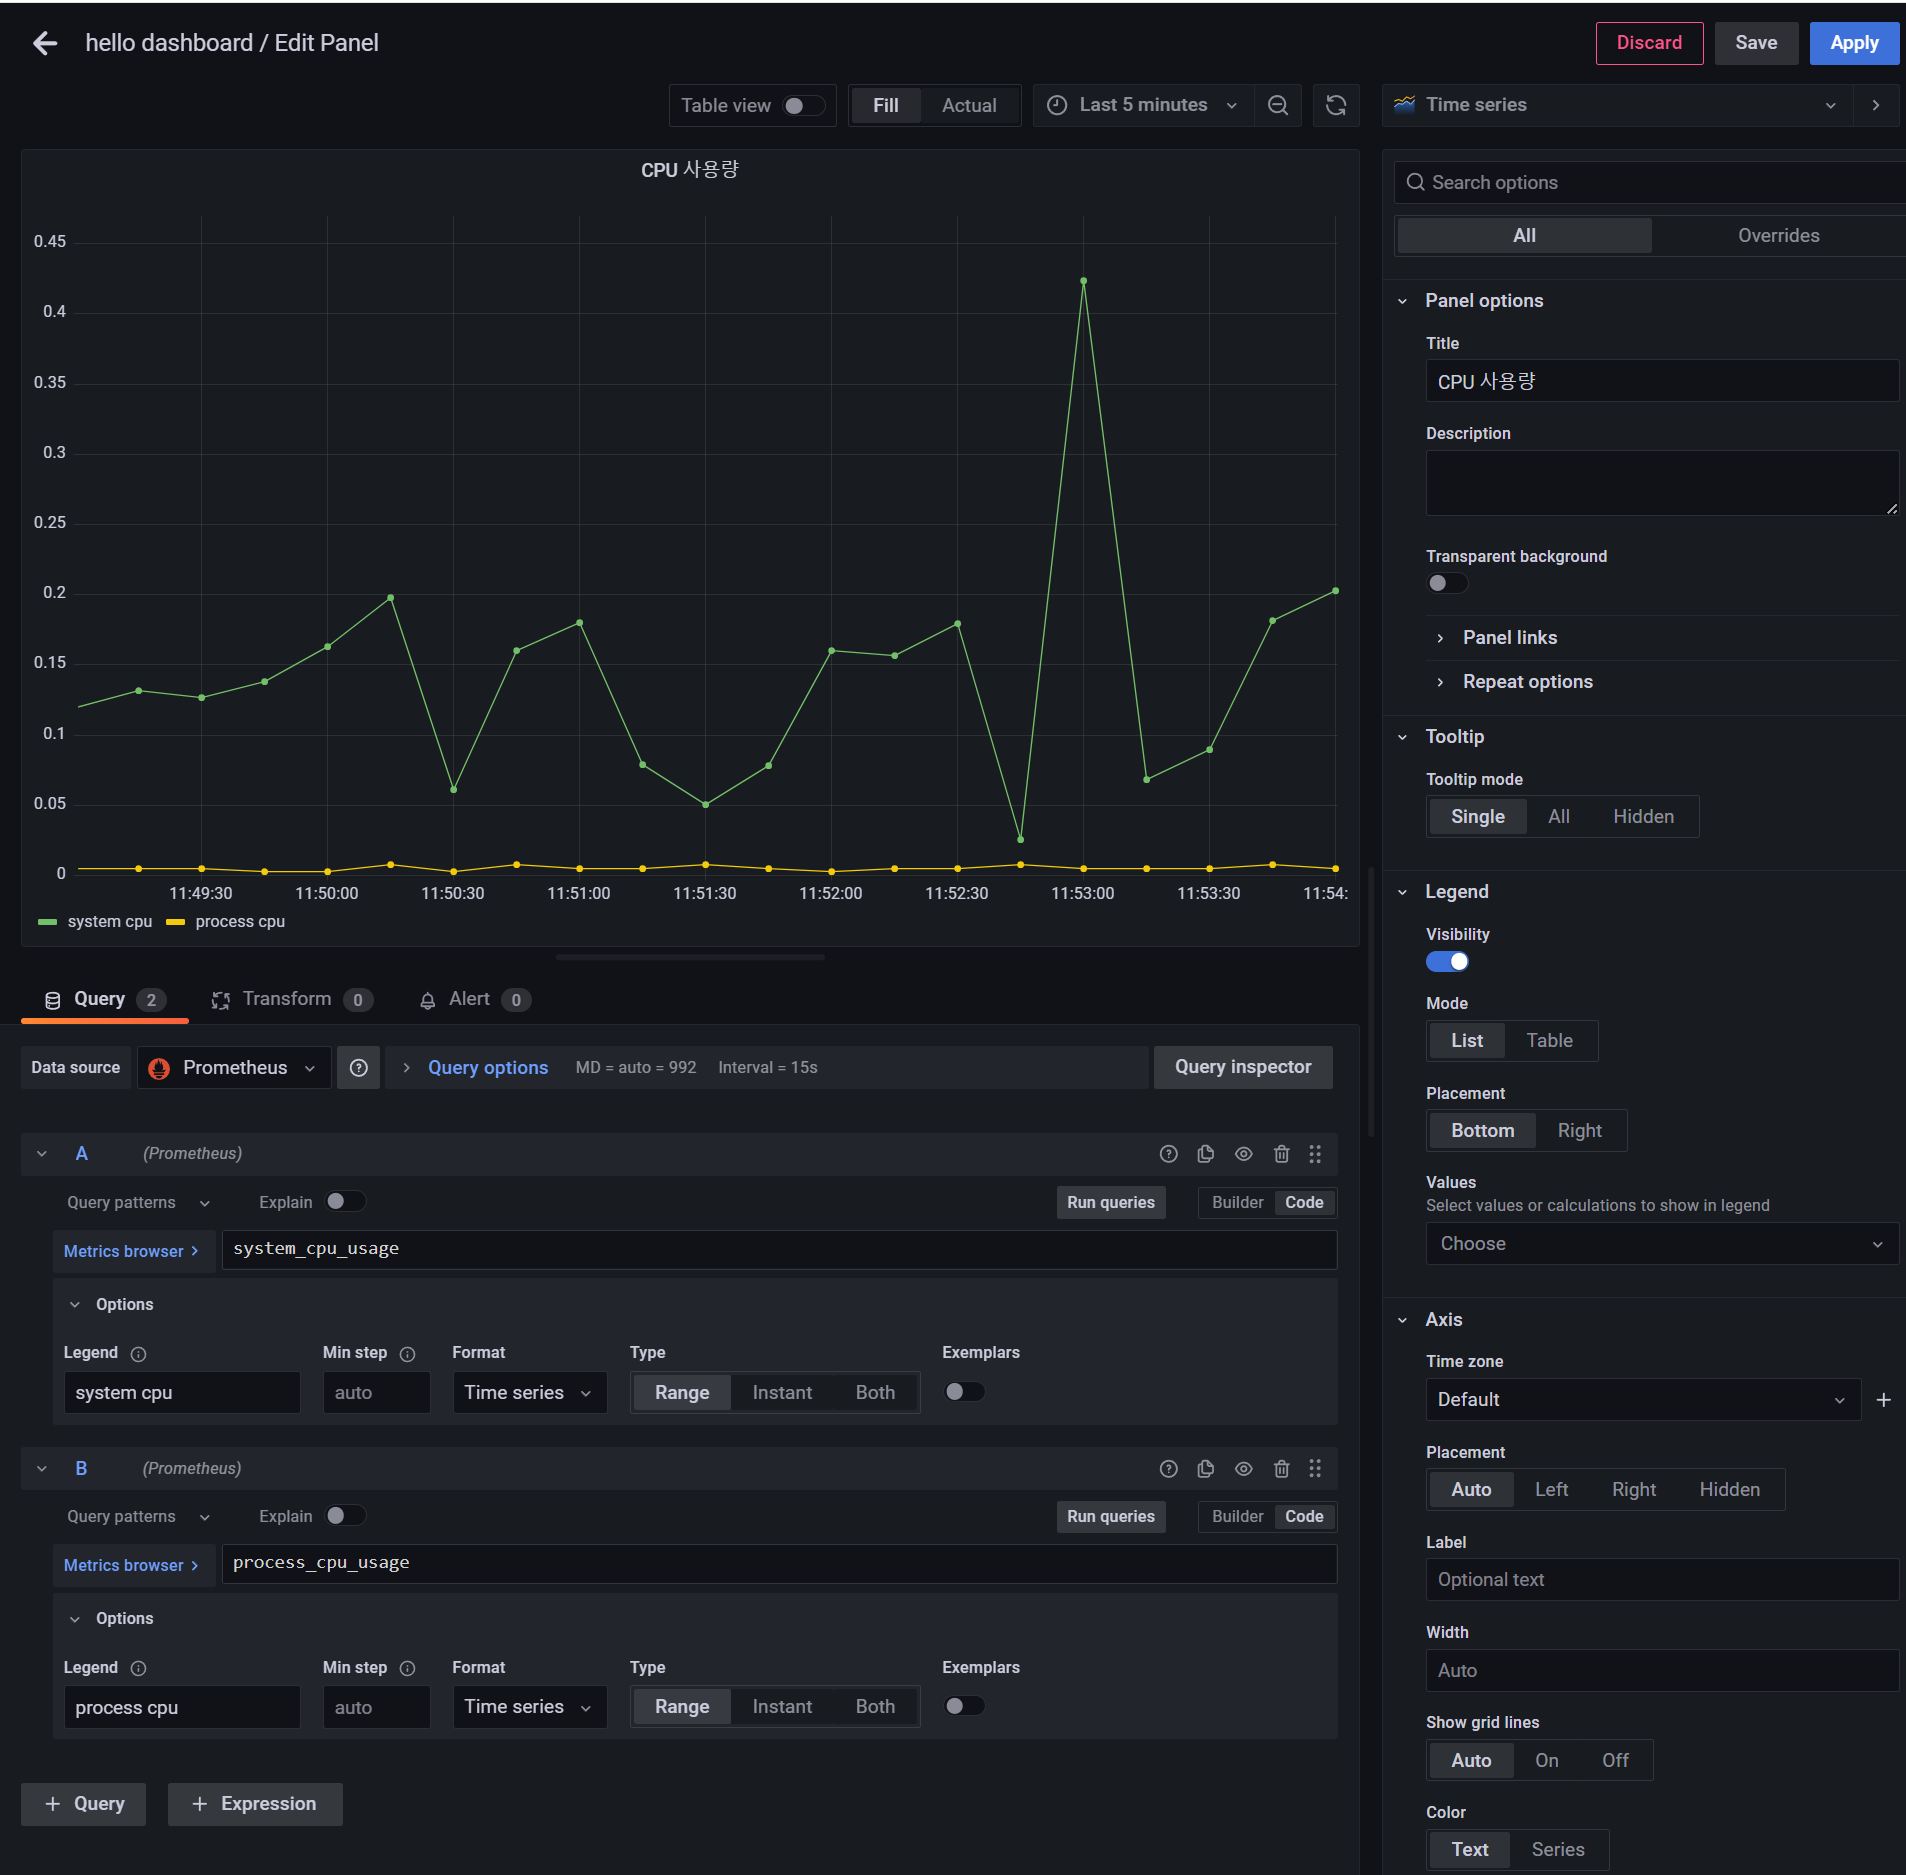 hello dashboard / Edit Panel
Discard
Save
Apply
Table view
Fill
Actual
Last 5 minutes
Time series
CPU 사용량
0.45
0.4
0.35
0.3
0.25
0.2
0.15
0.1
0.05
0
11:49:30
11:50:00
11:50:30
11:51:00
11:51:30
11:52:00
11:52:30
11:53:00
11:53:30
11:54:
system cpu
process cpu
Search options
All
Overrides
Panel options
Title
CPU 사용량
Description
Transparent background
Panel links
Repeat options
Tooltip
Tooltip mode
Single
All
Hidden
Legend
Visibility
Mode
List
Table
Placement
Bottom
Right
Values
Select values or calculations to show in legend
Choose
Axis
Time zone
Default
Placement
Auto
Left
Right
Hidden
Label
Optional text
Width
Auto
Show grid lines
Auto
On
Off
Color
Text
Series
Query 2
Transform 0
Alert 0
Data source
Prometheus
Query options
MD = auto = 992
Interval = 15s
Query inspector
A
(Prometheus)
Query patterns
Explain
Run queries
Builder
Code
Metrics browser >
system_cpu_usage
Options
Legend
Min step
Format
Type
Exemplars
system cpu
auto
Time series
Range
Instant
Both
B
(Prometheus)
Query patterns
Explain
Run queries
Builder
Code
Metrics browser >
process_cpu_usage
Options
Legend
Min step
Format
Type
Exemplars
process cpu
auto
Time series
Range
Instant
Both
+ Query
+ Expression